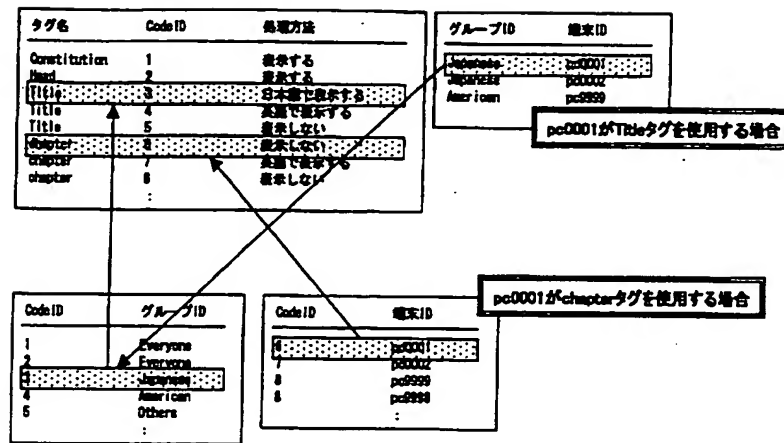 タグ名 CodeID 処理方法
Constitution 1 表示する
Head 2 表示する
Title 3 日本語で表示する
Title 4 英語で表示する
Title 5 表示しない
chapter 6 表示しない
chapter 7 英語で表示する
chapter 8 表示しない
:
グループID 端末ID
Japanese pc0001
Japanese pc0002
American pc9999
pc0001がTitleタグを使用する場合
CodeID グループID
1 Everyone
2 Everyone
3 Japanese
4 American
5 Others
:
CodeID 端末ID
6 pc0001
7 pc0002
8 pc9999
8 pc9998
:
pc0001がchapterタグを使用する場合